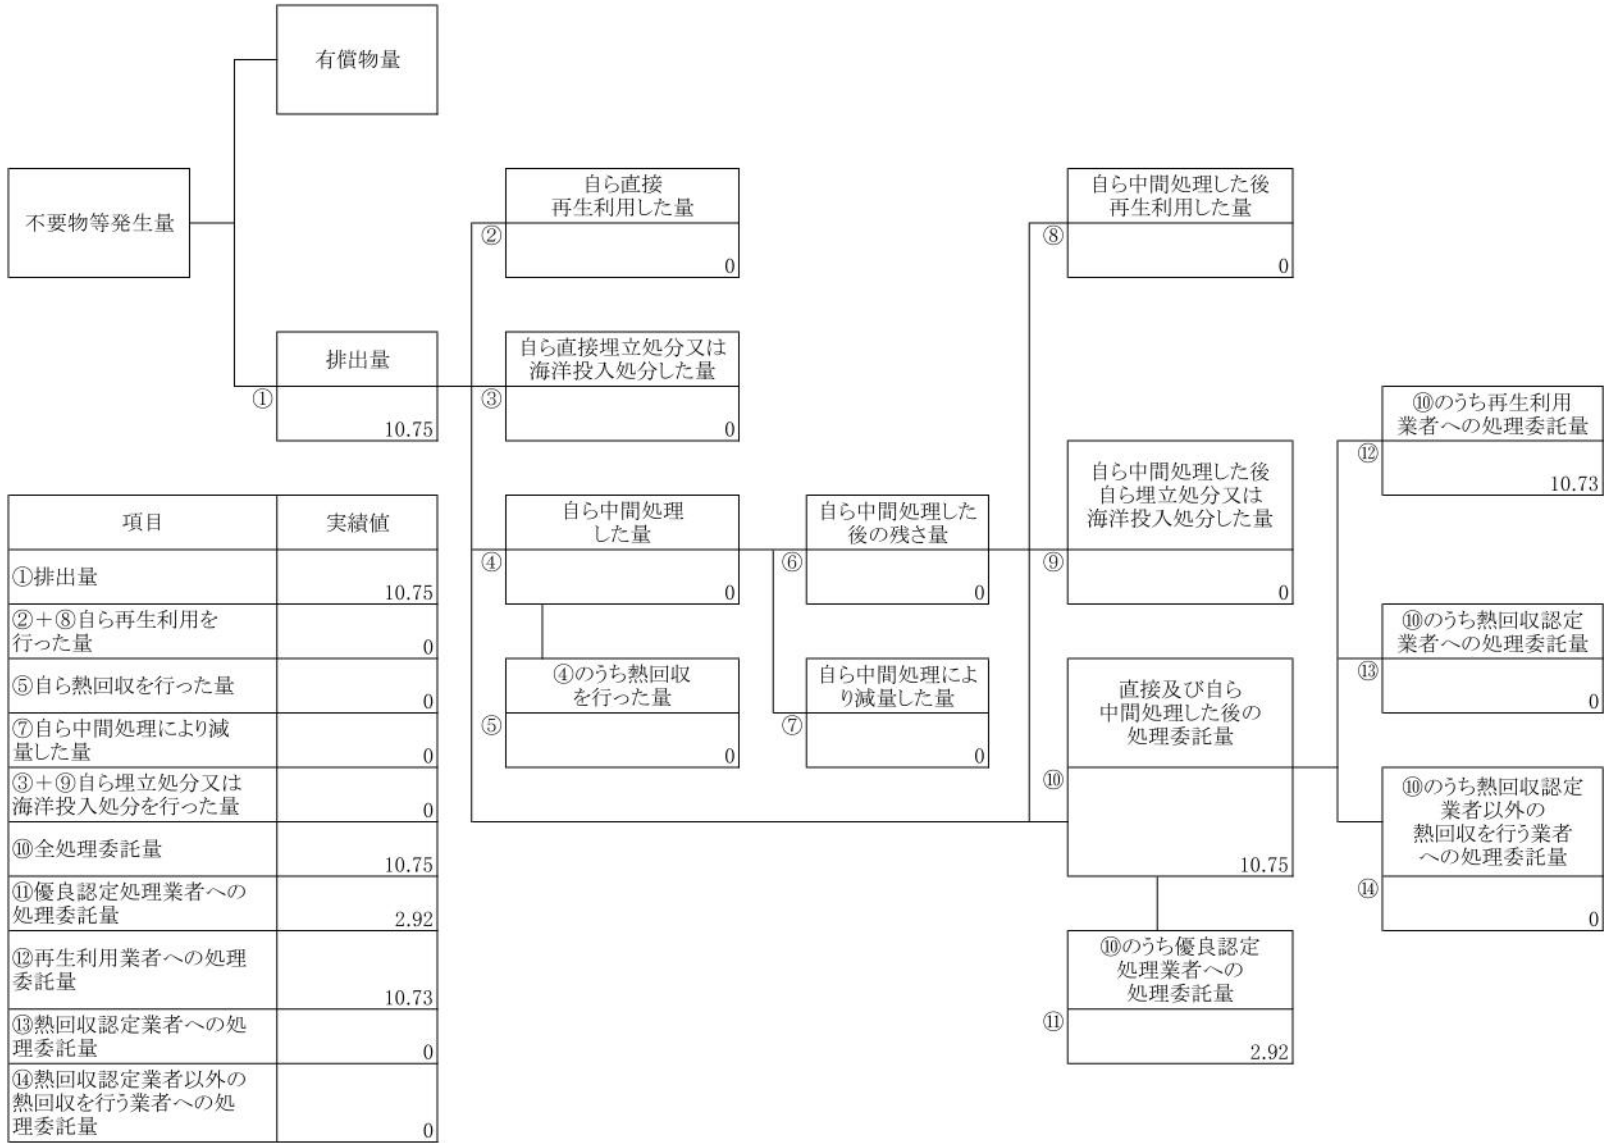 有償物量
不要物等発生量
排出量
①
10.75
自ら直接
再生利用した量
②
0
自ら直接埋立処分又は
海洋投入処分した量
③
0
自ら中間処理
した量
④
0
④のうち熱回収
を行った量
⑤
0
自ら中間処理した
後の残さ量
⑥
0
自ら中間処理によ
り減量した量
⑦
0
自ら中間処理した後
再生利用した量
⑧
0
自ら中間処理した後
自ら埋立処分又は
海洋投入処分した量
⑨
0
直接及び自ら
中間処理した後の
処理委託量
⑩
10.75
⑩のうち優良認定
処理業者への
処理委託量
⑪
2.92
⑩のうち再生利用
業者への処理委託量
⑫
10.73
⑩のうち熱回収認定
業者への処理委託量
⑬
0
⑩のうち熱回収認定
業者以外の
熱回収を行う業者
への処理委託量
⑭
0
項目 実績値
①排出量
10.75
②＋⑧自ら再生利用を
行った量
0
⑤自ら熱回収を行った量
0
⑦自ら中間処理により減
量した量
0
③＋⑨自ら埋立処分又は
海洋投入処分を行った量
0
⑩全処理委託量
10.75
⑪優良認定処理業者への
処理委託量
2.92
⑫再生利用業者への処理
委託量
10.73
⑬熱回収認定業者への処
理委託量
0
⑭熱回収認定業者以外の
熱回収を行う業者への処
理委託量
0